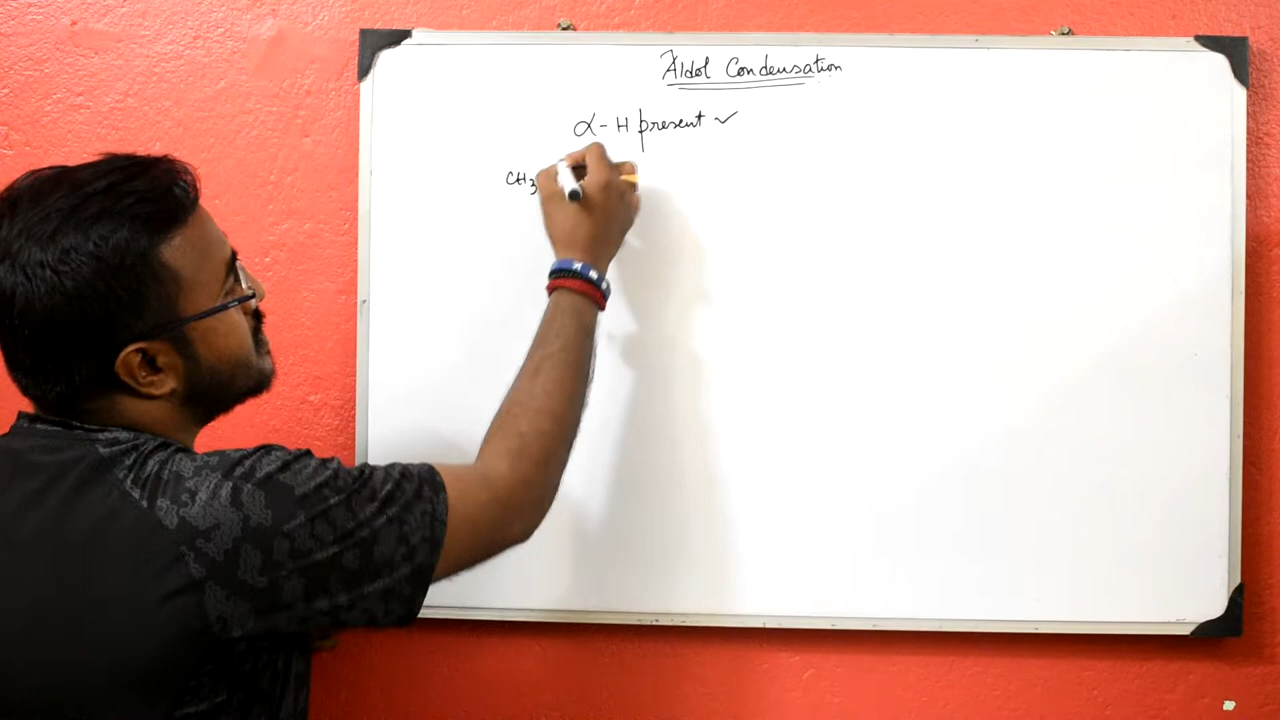 Aldol Condensation
α-H present ✓
CH₃